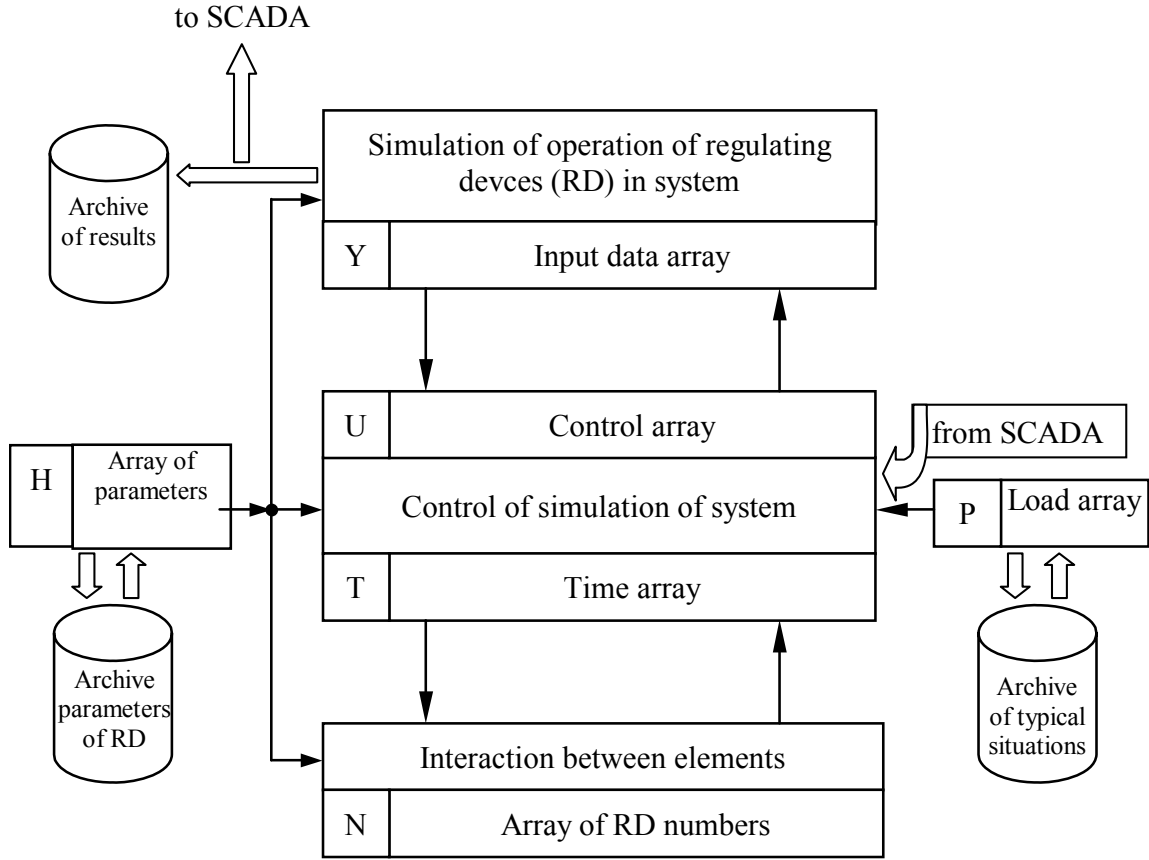 to SCADA
Simulation of operation of regulating
devces (RD) in system
Archive
of results
Y
Input data array
U
Control array
from SCADA
H
Array of
parameters
Control of simulation of system
P
Load array
T
Time array
Archive
parameters
of RD
Archive
of typical
situations
Interaction between elements
N
Array of RD numbers